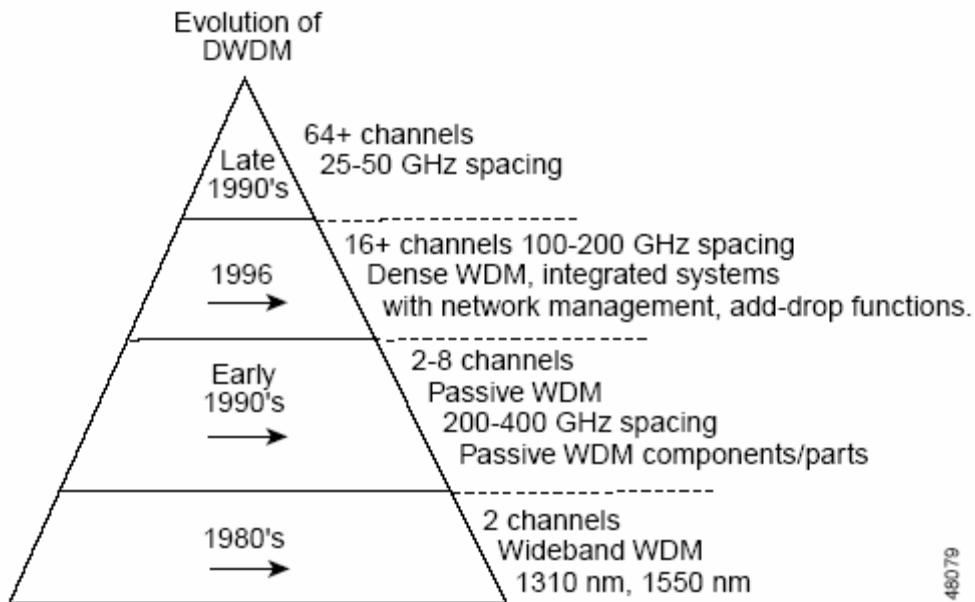 Evolution of
DWDM
Late
1990's
64+ channels
25-50 GHz spacing
1996
16+ channels 100-200 GHz spacing
Dense WDM, integrated systems
with network management, add-drop functions.
Early
1990's
2-8 channels
Passive WDM
200-400 GHz spacing
Passive WDM components/parts
1980's
2 channels
Wideband WDM
1310 nm, 1550 nm
48079